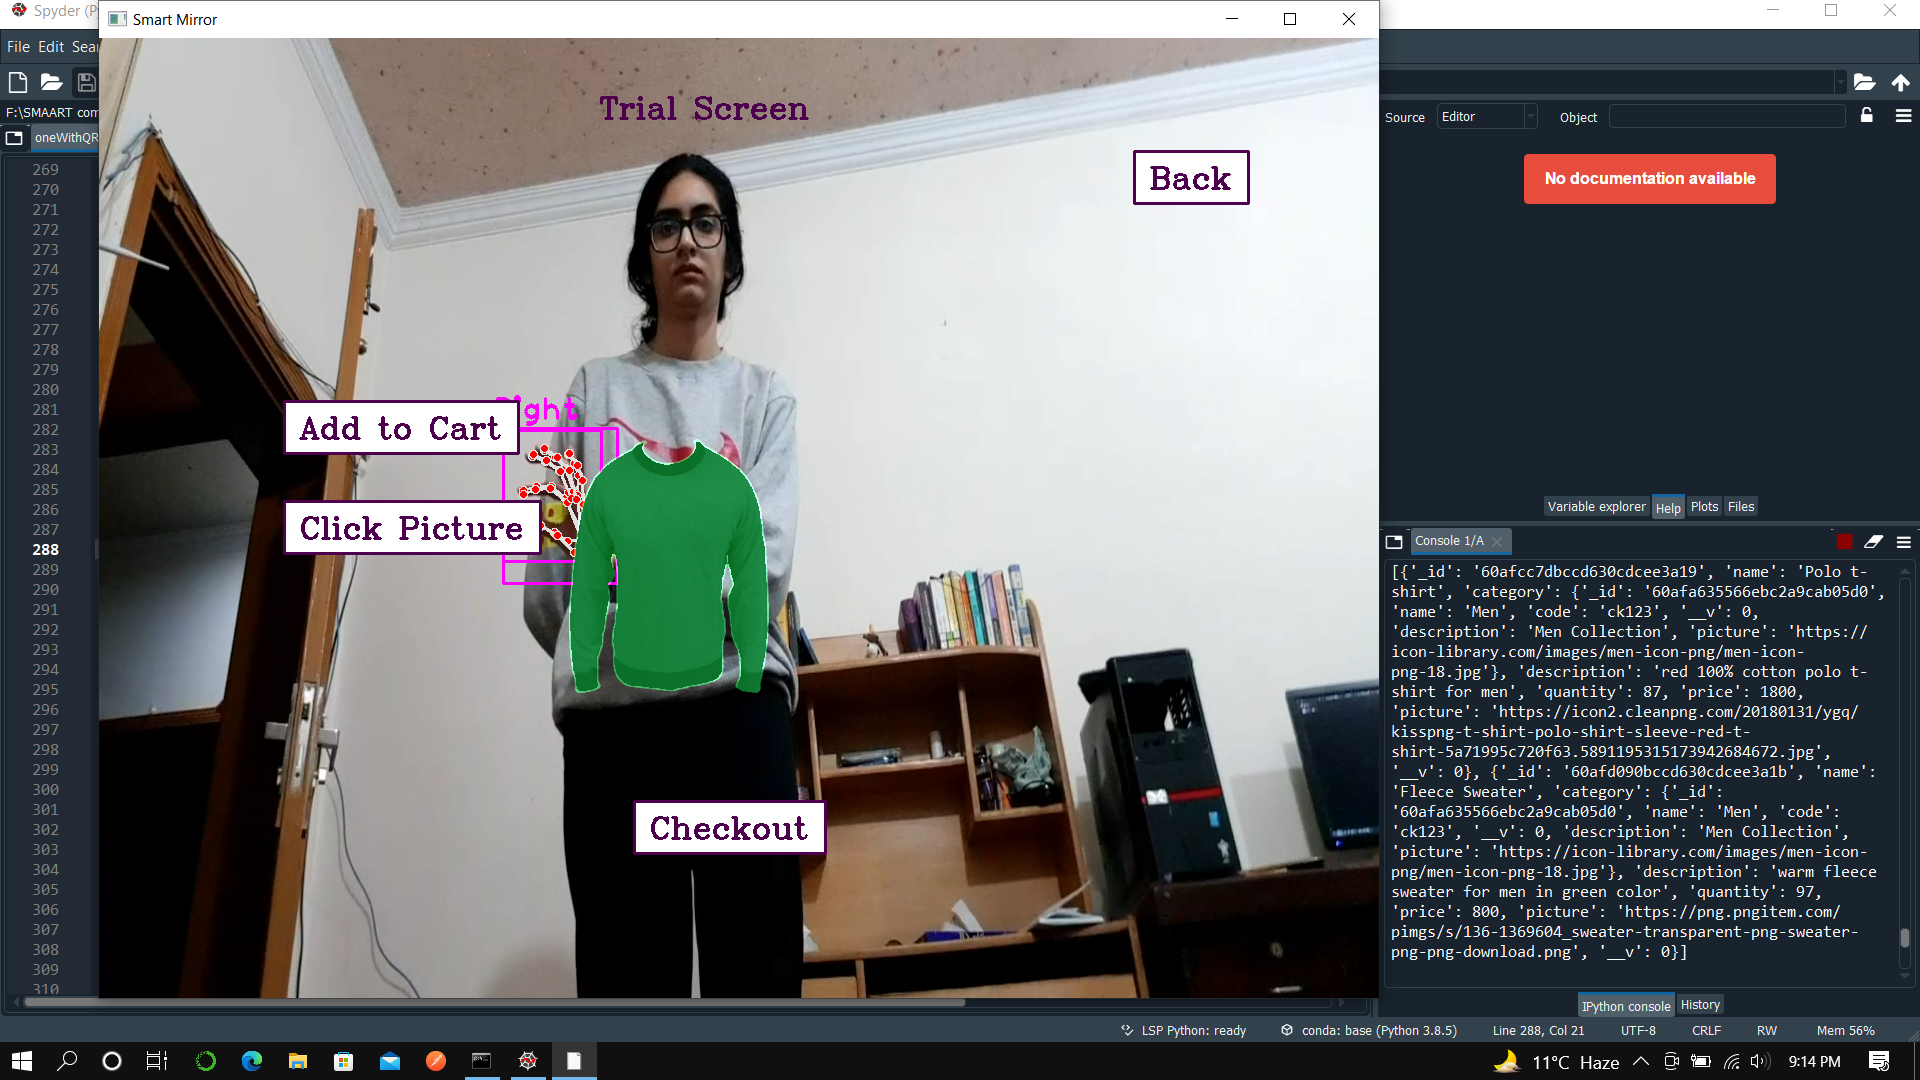 Spyder (Py
Smart Mirror
File Edit Sea
F:\SMAART com
oneWithQR
269
270
271
272
273
274
275
276
277
278
279
280
281
282
283
284
285
286
287
288
289
290
291
292
293
294
295
296
297
298
299
300
301
302
303
304
305
306
307
308
309
310
Trial Screen
Back
Right
Add to Cart
Click Picture
Checkout
Source Editor Object
No documentation available
Variable explorer Help Plots Files
Console 1/A
[{'_id': '60afcc7dbccd630cdcee3a19', 'name': 'Polo t-
shirt', 'category': {'_id': '60afa635566ebc2a9cab05d0',
'name': 'Men', 'code': 'ck123', '__v': 0,
'description': 'Men Collection', 'picture': 'https://
icon-library.com/images/men-icon-png/men-icon-
png-18.jpg'}, 'description': 'red 100% cotton polo t-
shirt for men', 'quantity': 87, 'price': 1800,
'picture': 'https://icon2.cleanpng.com/20180131/ygq/
kisspng-t-shirt-polo-shirt-sleeve-red-t-
shirt-5a71995c720f63.5891195315173942684672.jpg',
'__v': 0}, {'_id': '60afd090bccd630cdcee3a1b', 'name':
'Fleece Sweater', 'category': {'_id':
'60afa635566ebc2a9cab05d0', 'name': 'Men', 'code':
'ck123', '__v': 0, 'description': 'Men Collection',
'picture': 'https://icon-library.com/images/men-icon-
png/men-icon-png-18.jpg'}, 'description': 'warm fleece
sweater for men in green color', 'quantity': 97,
'price': 800, 'picture': 'https://png.pngitem.com/
pimgs/s/136-1369604_sweater-transparent-png-sweater-
png-png-download.png', '__v': 0}]
IPython console History
LSP Python: ready conda: base (Python 3.8.5) Line 288, Col 21 UTF-8 CRLF RW Mem 56%
11°C Haze 9:14 PM